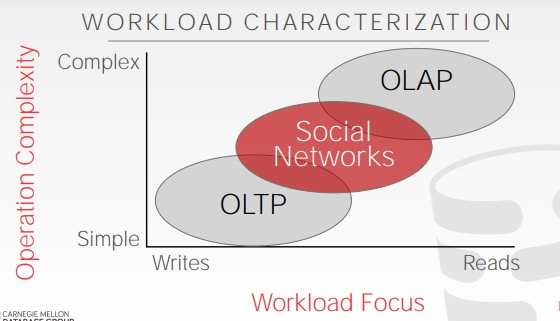 WORKLOAD CHARACTERIZATION
Operation Complexity
Complex
OLAP
Social
Networks
OLTP
Simple
Writes
Reads
Workload Focus
CARNEGIE MELLON
DATABASE GROUP